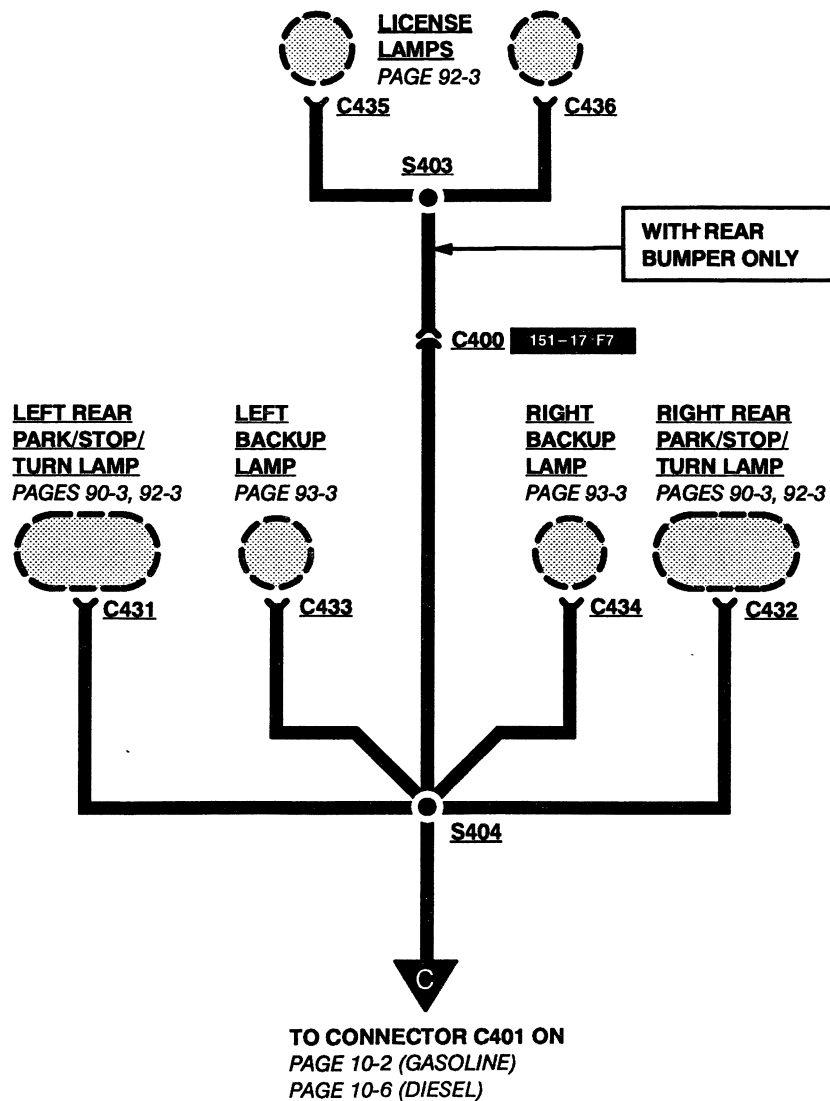 LICENSE
LAMPS
PAGE 92-3
C435
C436
S403
WITH REAR
BUMPER ONLY
C400
151-17 F7
LEFT REAR
PARK/STOP/
TURN LAMP
PAGES 90-3, 92-3
LEFT
BACKUP
LAMP
PAGE 93-3
RIGHT
BACKUP
LAMP
PAGE 93-3
RIGHT REAR
PARK/STOP/
TURN LAMP
PAGES 90-3, 92-3
C431
C433
C434
C432
S404
C
TO CONNECTOR C401 ON
PAGE 10-2 (GASOLINE)
PAGE 10-6 (DIESEL)